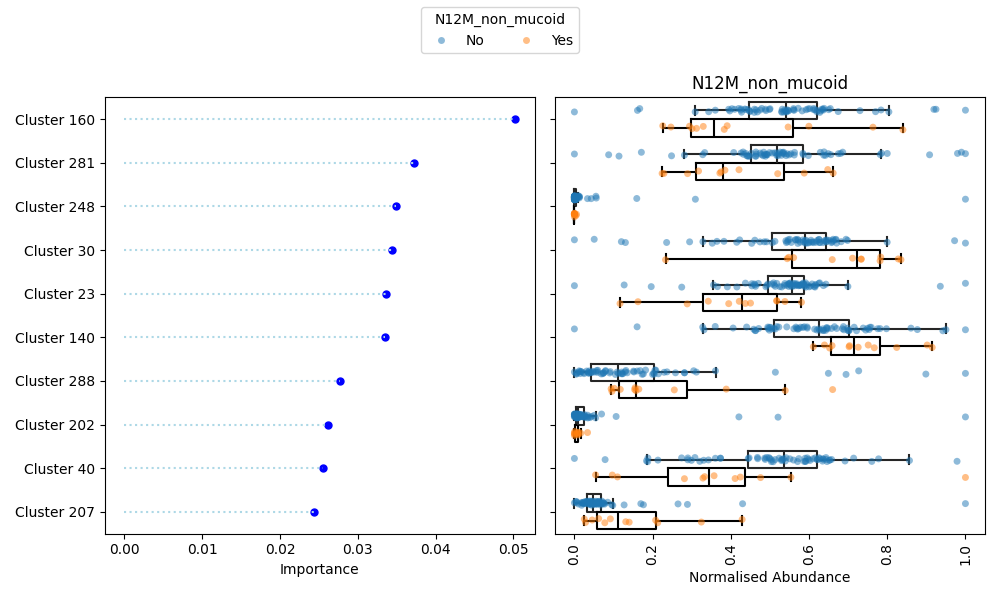 N12M_non_mucoid
No Yes
N12M_non_mucoid
Cluster 160
Cluster 281
Cluster 248
Cluster 30
Cluster 23
Cluster 140
Cluster 288
Cluster 202
Cluster 40
Cluster 207
0.00 0.01 0.02 0.03 0.04 0.05
Importance
0.0 0.2 0.4 0.6 0.8 1.0
Normalised Abundance